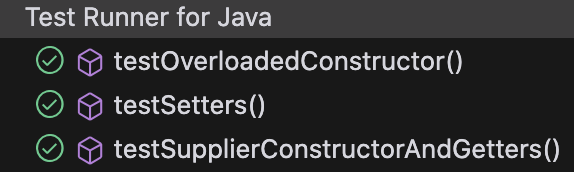 Test Runner for Java
testOverloadedConstructor()
testSetters()
testSupplierConstructorAndGetters()